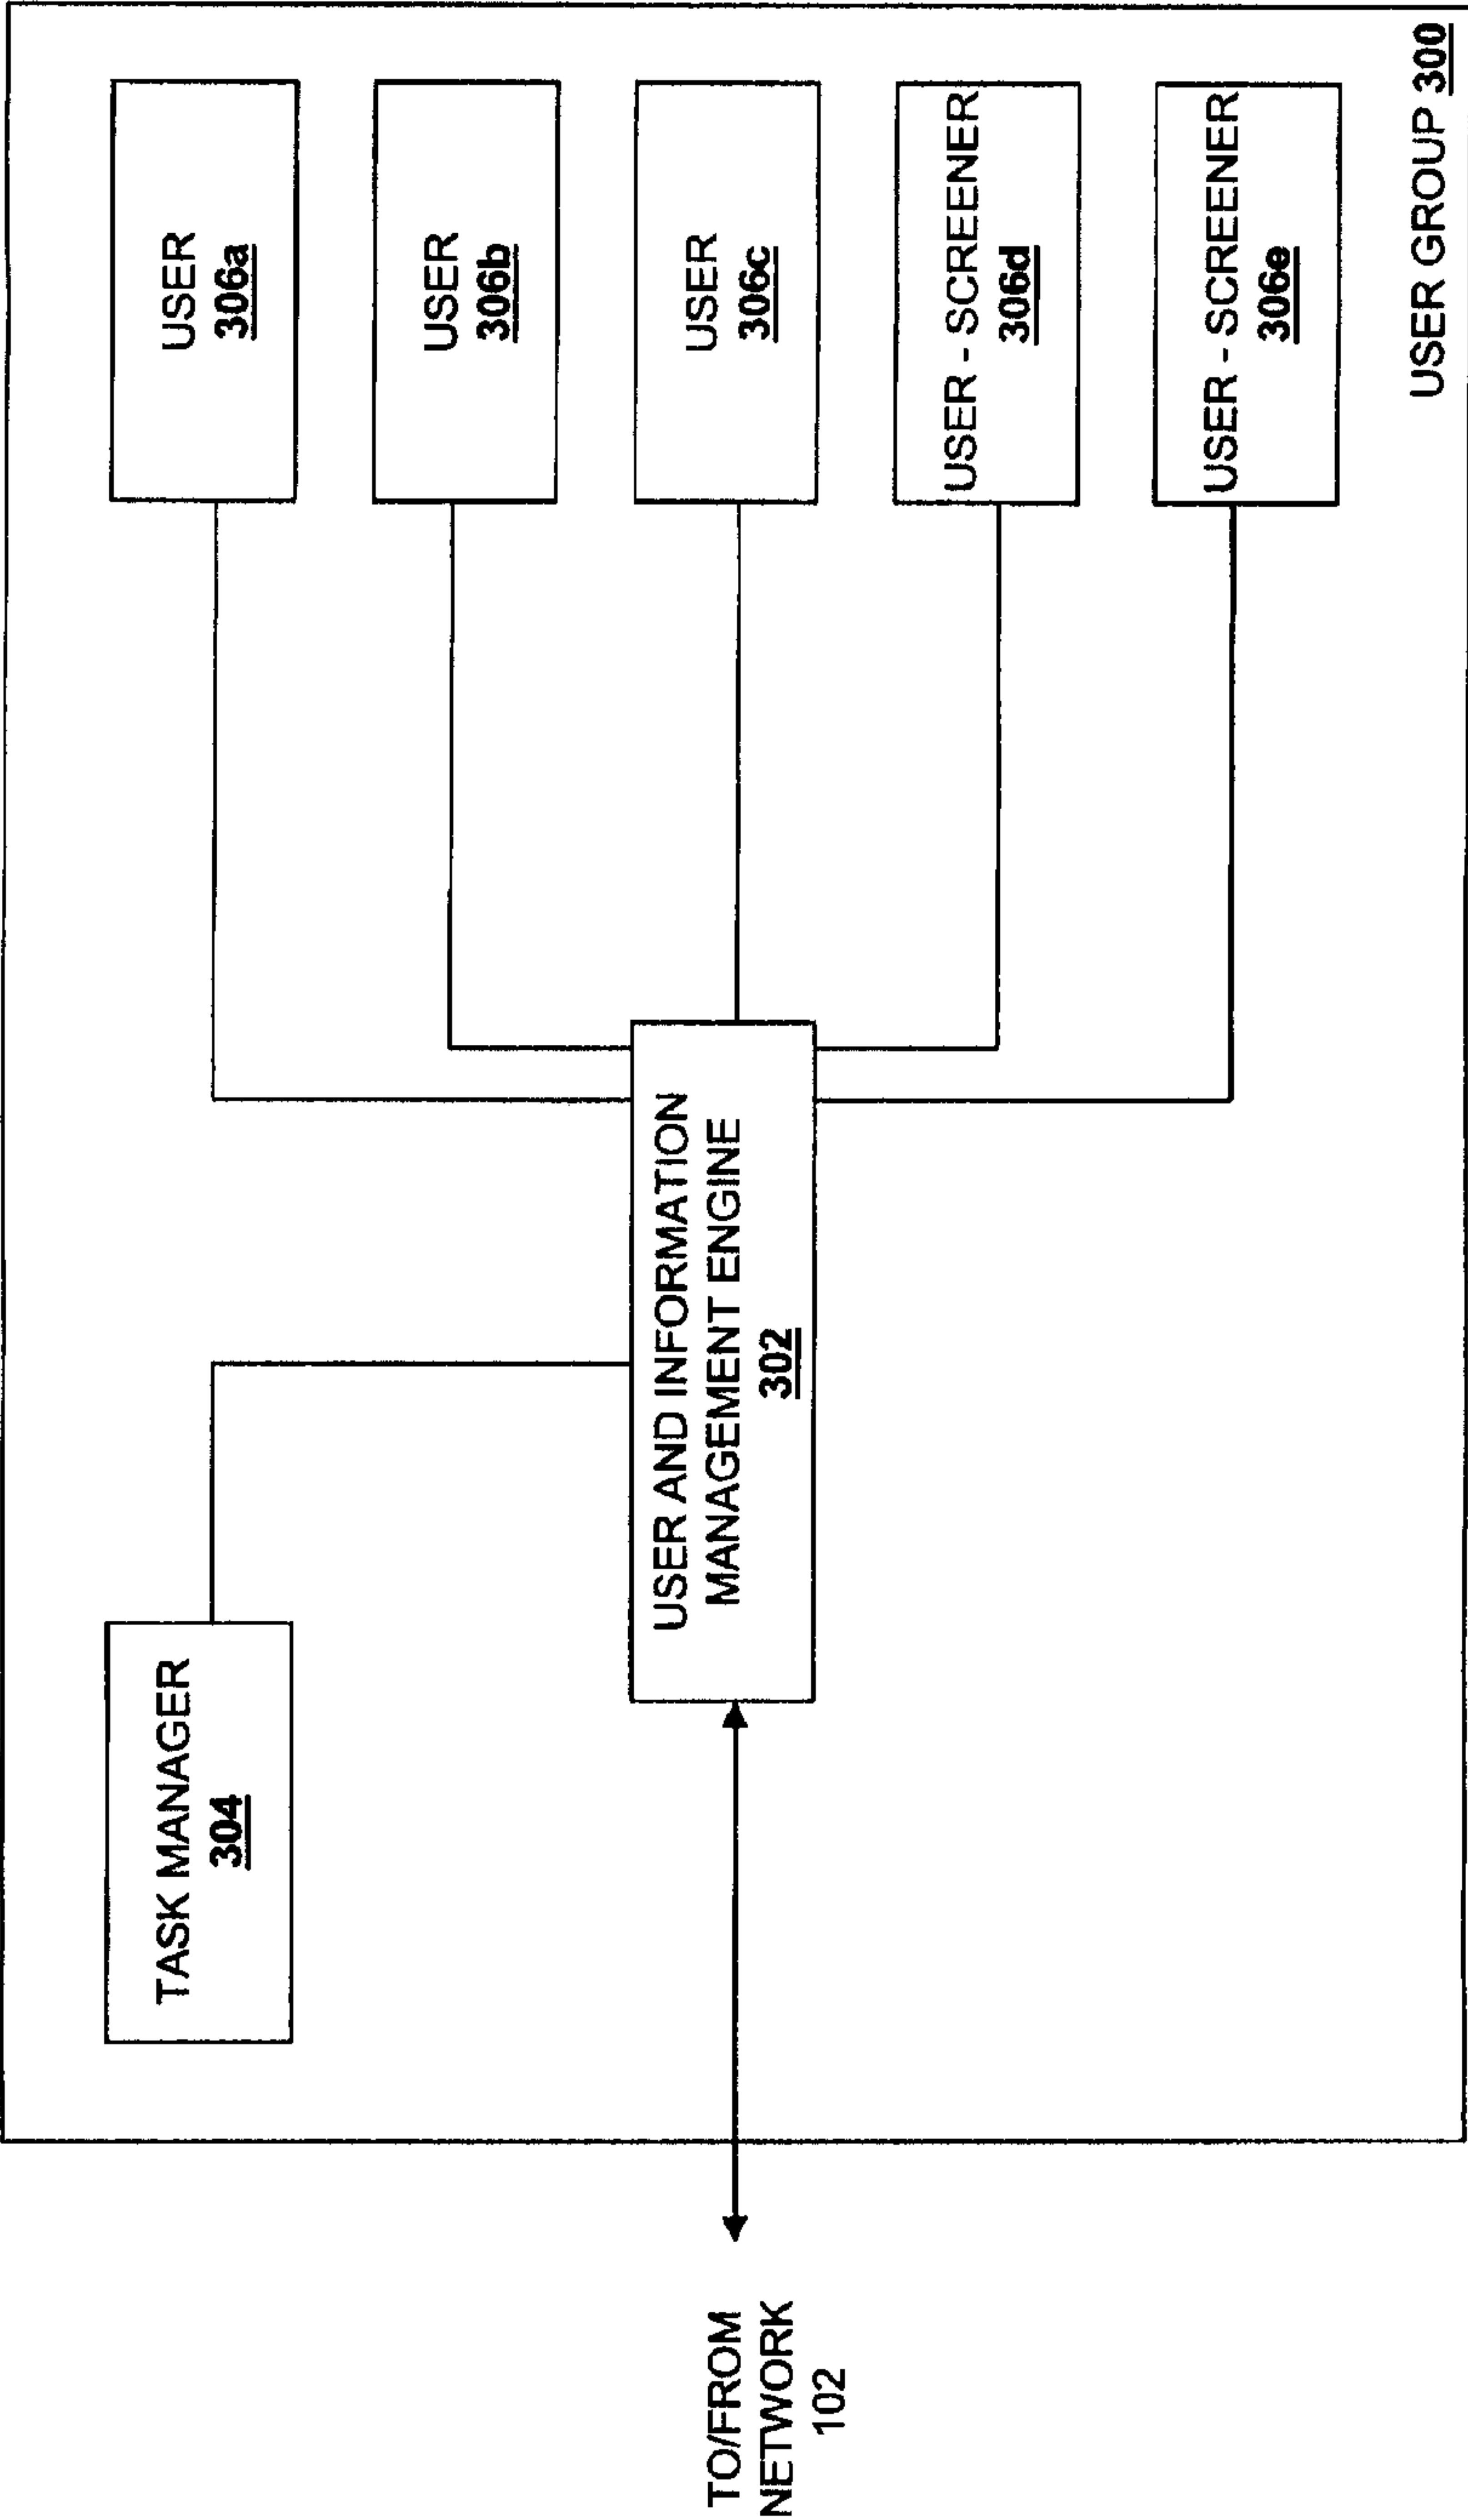 TASK MANAGER
304
TO/FROM
NETWORK
102
USER AND INFORMATION
MANAGEMENT ENGINE
302
USER
306a
USER
306b
USER
306c
USER - SCREENER
306d
USER - SCREENER
306e
USER GROUP 300